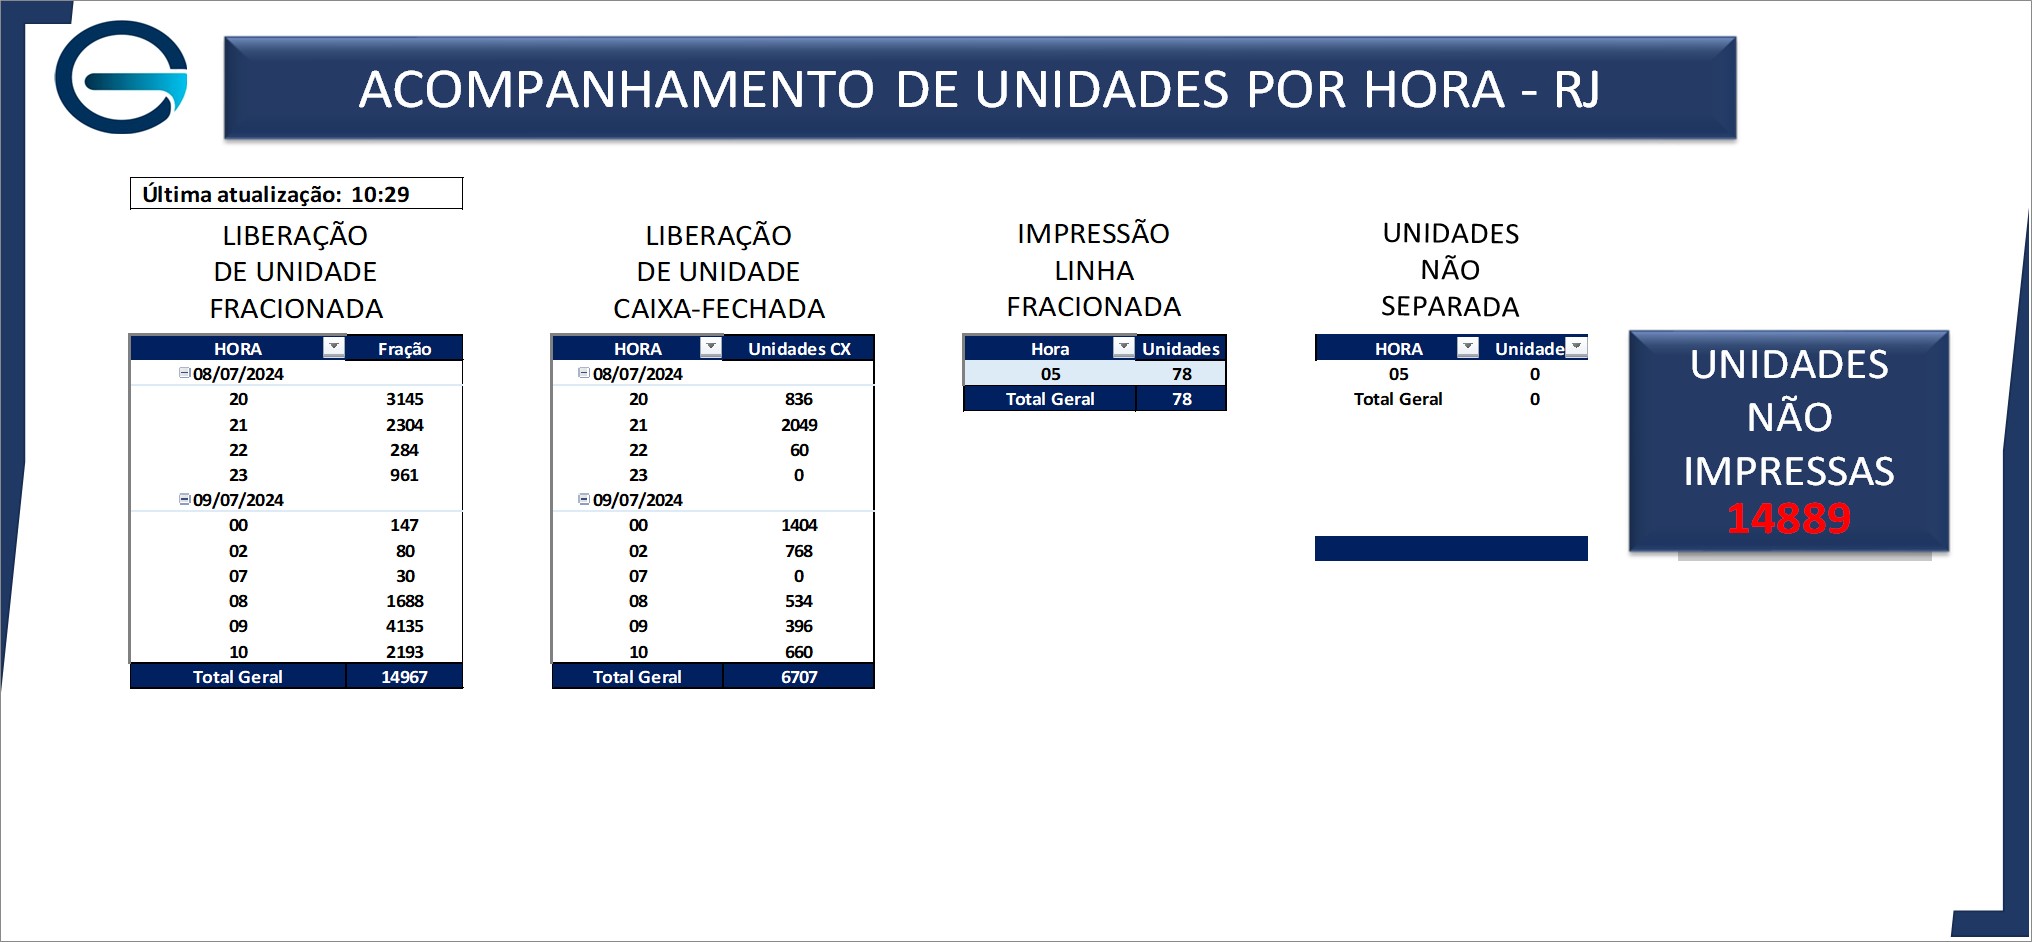 ACOMPANHAMENTO DE UNIDADES POR HORA - RJ
Última atualização: 10:29
LIBERAÇÃO
DE UNIDADE
FRACIONADA
HORA Fração
08/07/2024
20 3145
21 2304
22 284
23 961
09/07/2024
00 147
02 80
07 30
08 1688
09 4135
10 2193
Total Geral 14967
LIBERAÇÃO
DE UNIDADE
CAIXA-FECHADA
HORA Unidades CX
08/07/2024
20 836
21 2049
22 60
23 0
09/07/2024
00 1404
02 768
07 0
08 534
09 396
10 660
Total Geral 6707
IMPRESSÃO
LINHA
FRACIONADA
Hora Unidades
05 78
Total Geral 78
UNIDADES
NÃO
SEPARADA
HORA Unidade
05 0
Total Geral 0
UNIDADES
NÃO
IMPRESSAS
14889